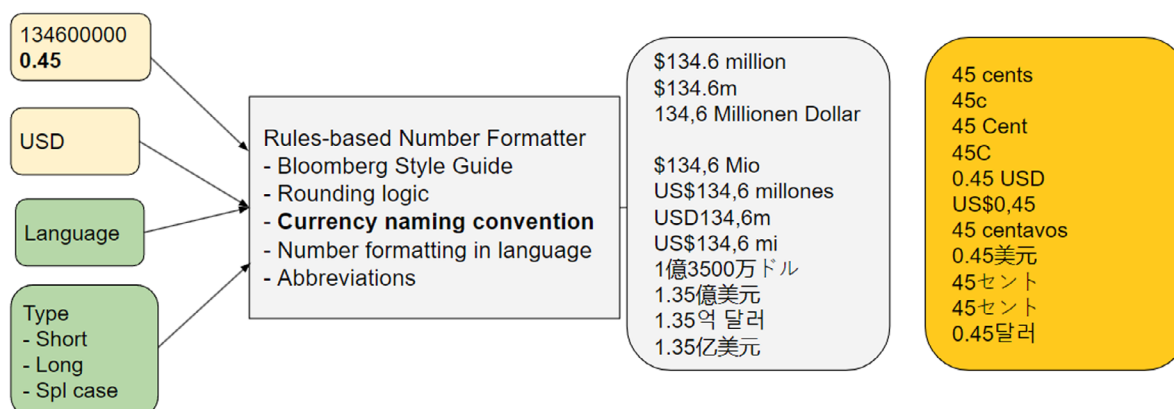 134600000
0.45
USD
Language
Type
- Short
- Long
- Spl case
Rules-based Number Formatter
- Bloomberg Style Guide
- Rounding logic
- Currency naming convention
- Number formatting in language
- Abbreviations
$134.6 million
$134.6m
134,6 Millionen Dollar
$134,6 Mio
US$134,6 millones
USD134,6m
US$134,6 mi
1億3500万ドル
1.35億美元
1.35억 달러
1.35亿美元
45 cents
45c
45 Cent
45C
0.45 USD
US$0,45
45 centavos
0.45美元
45セント
45セント
0.45달러